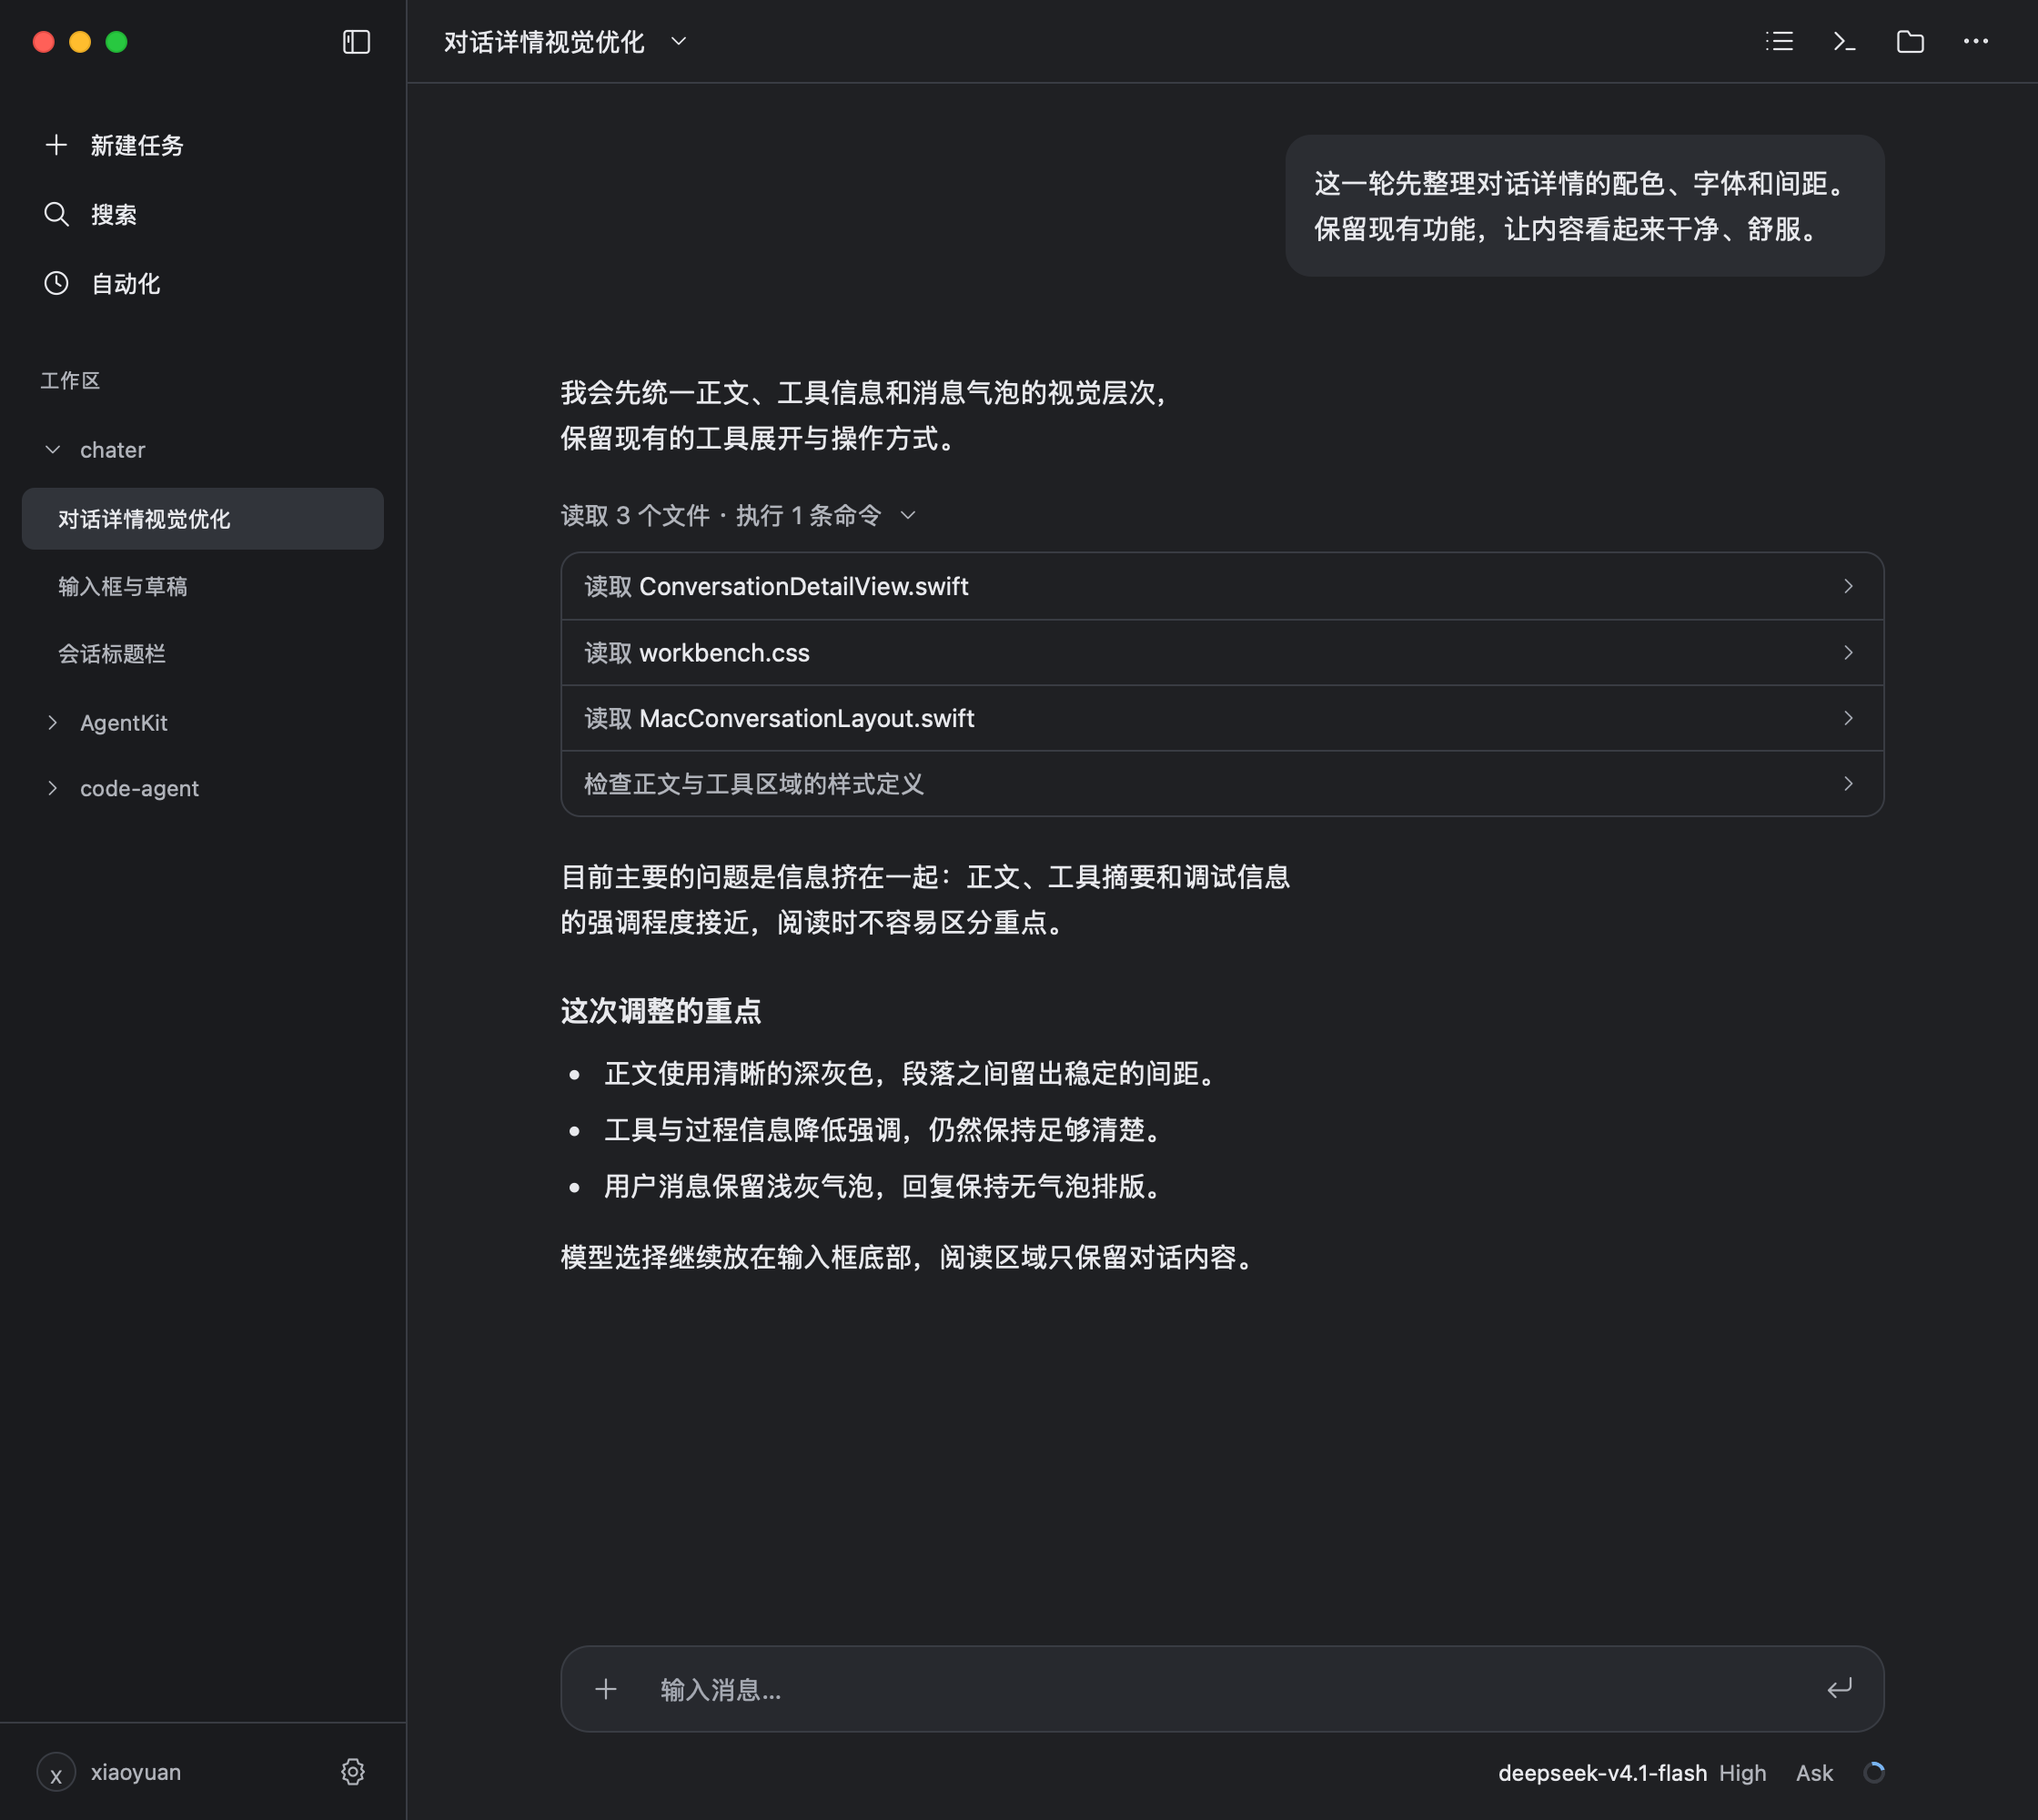 对话详情视觉优化
新建任务
搜索
自动化
工作区
chater
对话详情视觉优化
输入框与草稿
会话标题栏
AgentKit
code-agent
x xiaoyuan
这一轮先整理对话详情的配色、字体和间距。
保留现有功能，让内容看起来干净、舒服。
我会先统一正文、工具信息和消息气泡的视觉层次，
保留现有的工具展开与操作方式。
读取 3 个文件 · 执行 1 条命令
读取 ConversationDetailView.swift
读取 workbench.css
读取 MacConversationLayout.swift
检查正文与工具区域的样式定义
目前主要的问题是信息挤在一起：正文、工具摘要和调试信息
的强调程度接近，阅读时不容易区分重点。
这次调整的重点
• 正文使用清晰的深灰色，段落之间留出稳定的间距。
• 工具与过程信息降低强调，仍然保持足够清楚。
• 用户消息保留浅灰气泡，回复保持无气泡排版。
模型选择继续放在输入框底部，阅读区域只保留对话内容。
输入消息...
deepseek-v4.1-flash High Ask